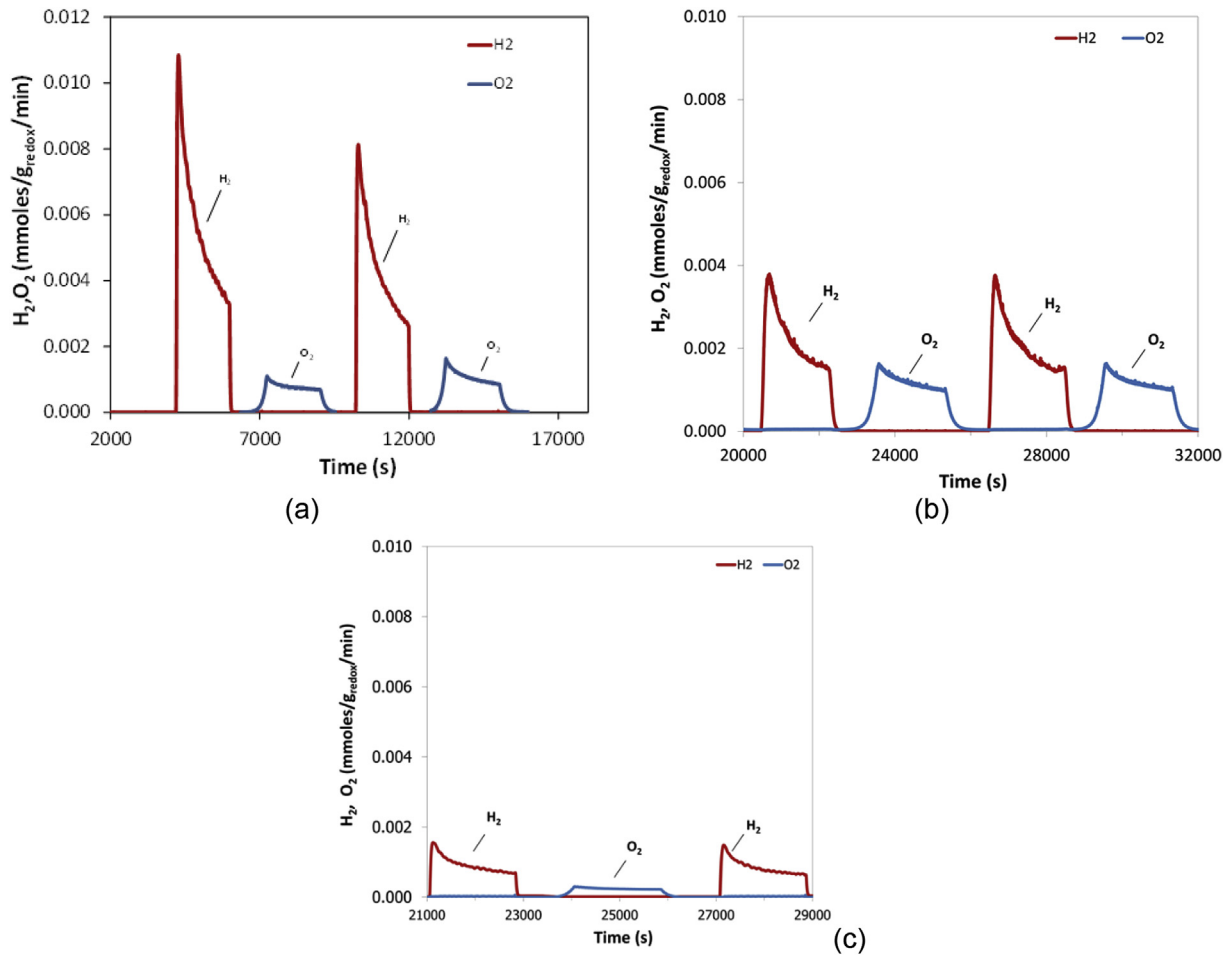 0.012
0.010
0.008
0.006
0.004
0.002
0.000
H₂,O₂ (mmoles/g_redox/min)
H2
O2
H₂
H₂
O₂
O₂
2000 7000 12000 17000
Time (s)
(a)
0.010
0.008
0.006
0.004
0.002
0.000
H₂, O₂ (mmoles/g_redox/min)
H2 O2
H₂
O₂
H₂
O₂
20000 24000 28000 32000
Time (s)
(b)
0.010
0.008
0.006
0.004
0.002
0.000
H₂, O₂ (mmoles/g_redox/min)
H2 O2
H₂
O₂
H₂
21000 23000 25000 27000 29000
Time (s)
(c)